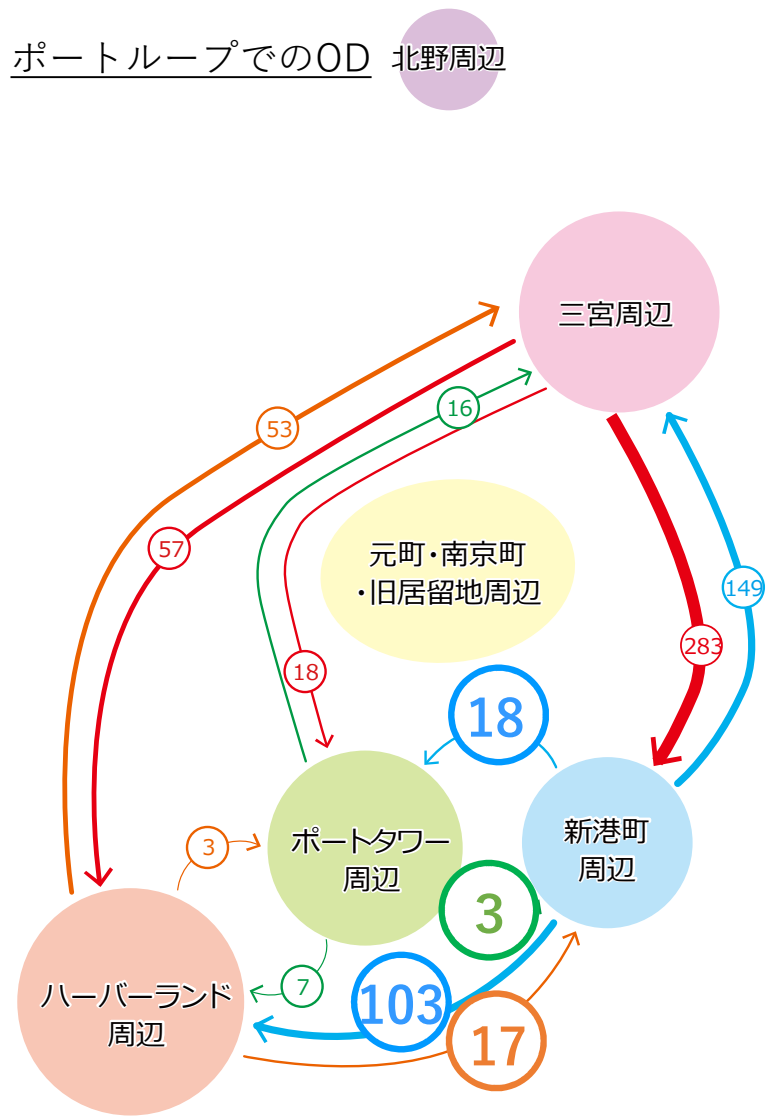 ポートループでのOD
北野周辺
三宮周辺
53
16
57
元町・南京町
・旧居留地周辺
149
283
18
18
ポートタワー
周辺
新港町
周辺
3
3
ハーバーランド
周辺
7
103
17